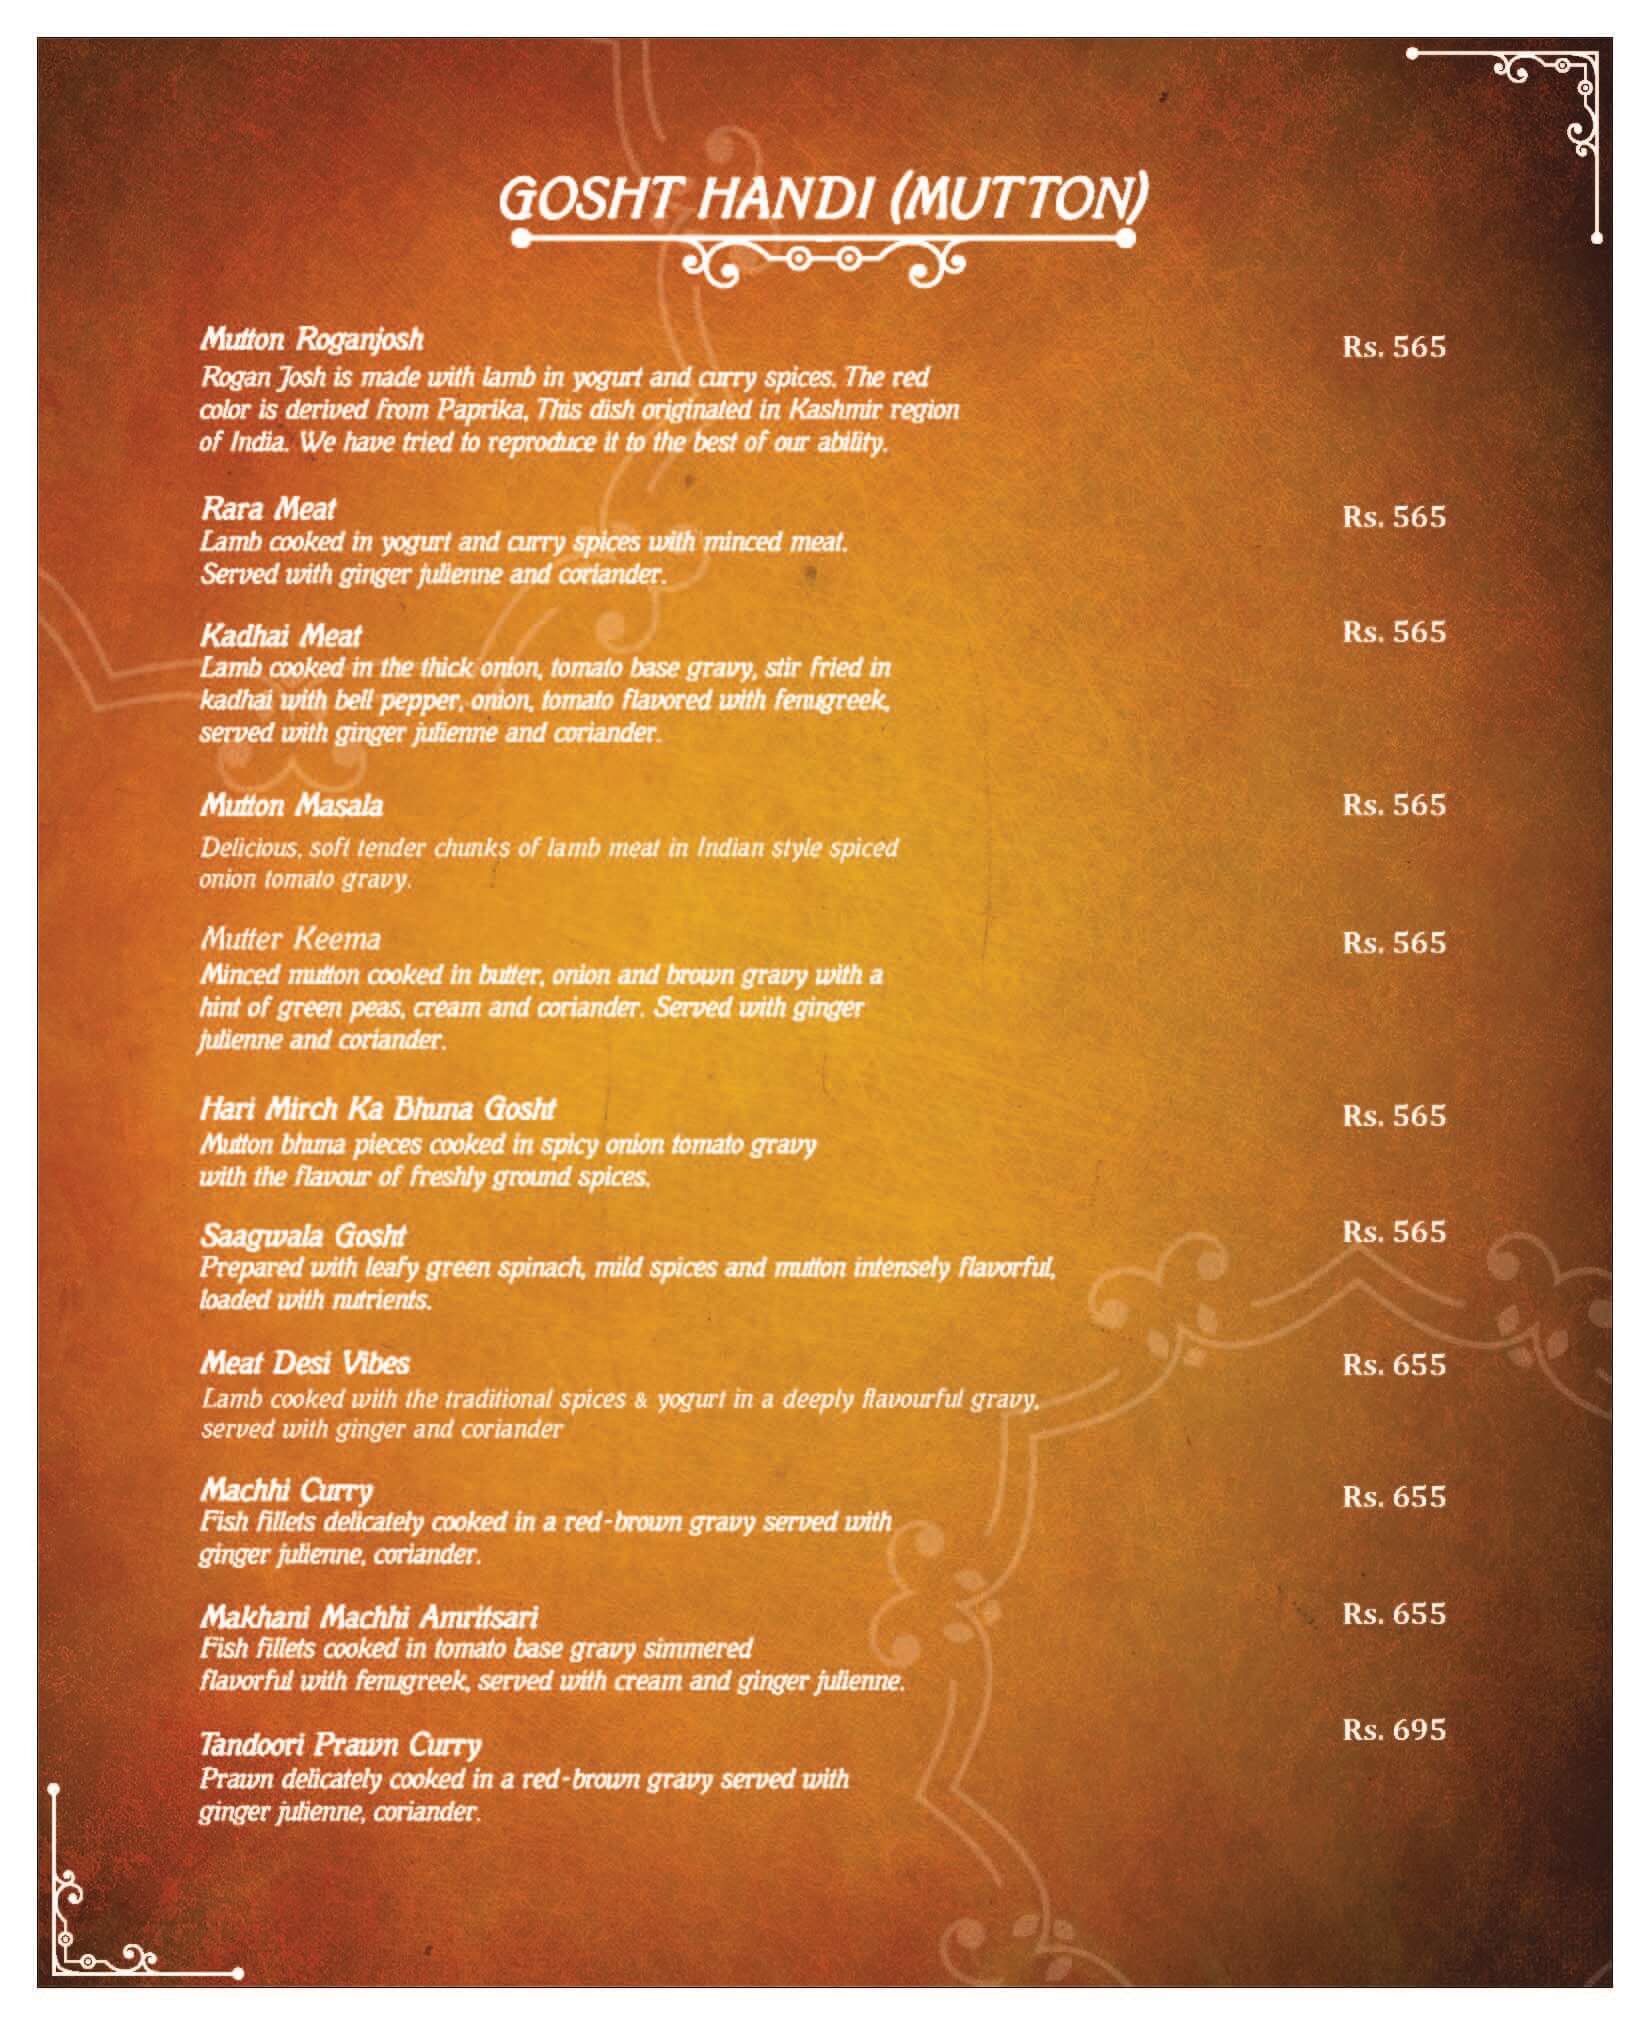 GOSHT HANDI (MUTTON)
Mutton Roganjosh
Rs. 565
Rogan Josh is made with lamb in yogurt and curry spices. The red
color is derived from Paprika, This dish originated in Kashmir region
of India. We have tried to reproduce it to the best of our ability.
Rara Meat
Rs. 565
Lamb cooked in yogurt and curry spices with minced meat.
Served with ginger julienne and coriander.
Kadhai Meat
Rs. 565
Lamb cooked in the thick onion, tomato base gravy, stir fried in
kadhai with bell pepper, onion, tomato flavored with fenugreek,
served with ginger julienne and coriander.
Mutton Masala
Rs. 565
Delicious, soft tender chunks of lamb meat in Indian style spiced
onion tomato gravy.
Mutter Keema
Rs. 565
Minced mutton cooked in butter, onion and brown gravy with a
hint of green peas, cream and coriander. Served with ginger
julienne and coriander.
Hari Mirch Ka Bhuna Gosht
Rs. 565
Mutton bhuna pieces cooked in spicy onion tomato gravy
with the flavour of freshly ground spices.
Saagwala Gosht
Rs. 565
Prepared with leafy green spinach, mild spices and mutton intensely flavorful,
loaded with nutrients.
Meat Desi Vibes
Rs. 655
Lamb cooked with the traditional spices & yogurt in a deeply flavourful gravy,
served with ginger and coriander
Machhi Curry
Rs. 655
Fish fillets delicately cooked in a red-brown gravy served with
ginger julienne, coriander.
Makhani Machhi Amritsari
Rs. 655
Fish fillets cooked in tomato base gravy simmered
flavorful with fenugreek, served with cream and ginger julienne.
Tandoori Prawn Curry
Rs. 695
Prawn delicately cooked in a red-brown gravy served with
ginger julienne, coriander.